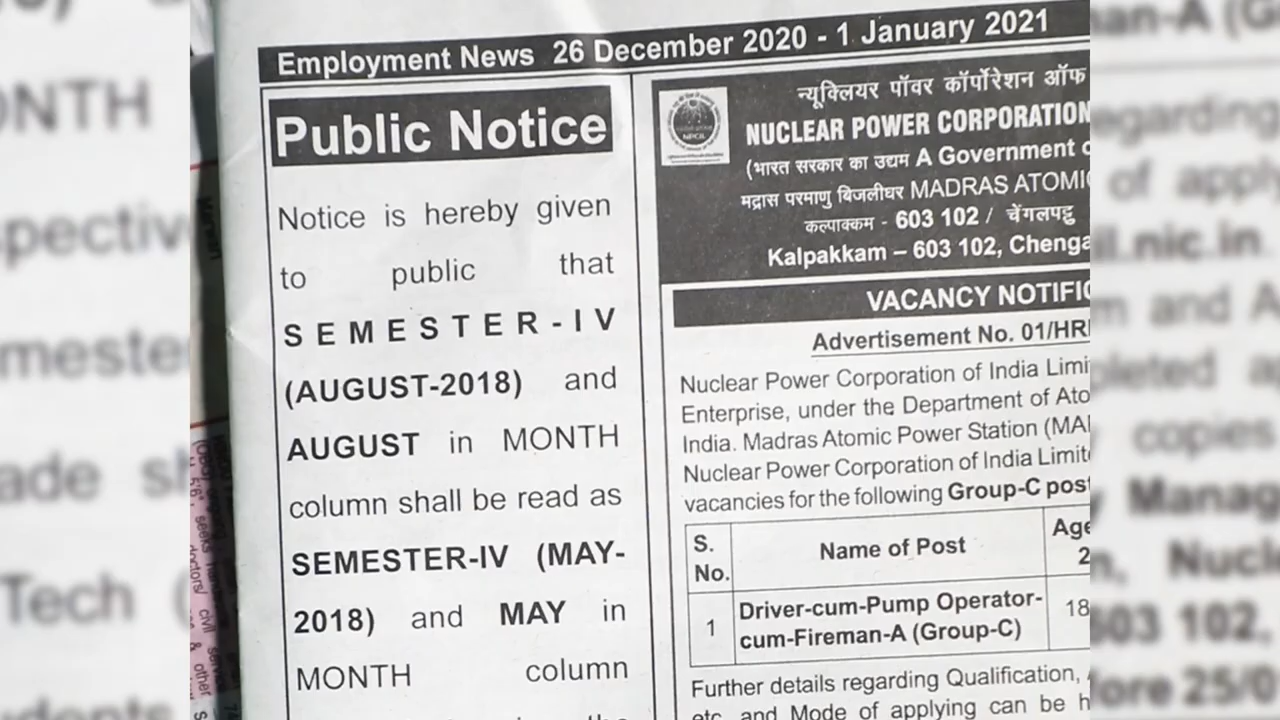 Employment News 26 December 2020 - 1 January 2021
Public Notice
Notice is hereby given
to public that
SEMESTER-IV
(AUGUST-2018) and
AUGUST in MONTH
column shall be read as
SEMESTER-IV (MAY-
2018) and MAY in
MONTH column
न्यूक्लियर पॉवर कॉर्पोरेशन ऑफ
NUCLEAR POWER CORPORATION
(भारत सरकार का उद्यम A Government
मद्रास परमाणु बिजलीघर MADRAS ATOMI
कल्पाक्कम - 603 102 / चेंगलपट्टु
Kalpakkam – 603 102, Chenga
NPCIL
VACANCY NOTIFIC
Advertisement No. 01/HR
Nuclear Power Corporation of India Limi
Enterprise, under the Department of Ato
India. Madras Atomic Power Station (MA
Nuclear Power Corporation of India Limit
vacancies for the following Group-C post
S.
No.
Name of Post
Age
2
1
Driver-cum-Pump Operator-
cum-Fireman-A (Group-C)
18
Further details regarding Qualification,
etc. and Mode of applying can be h